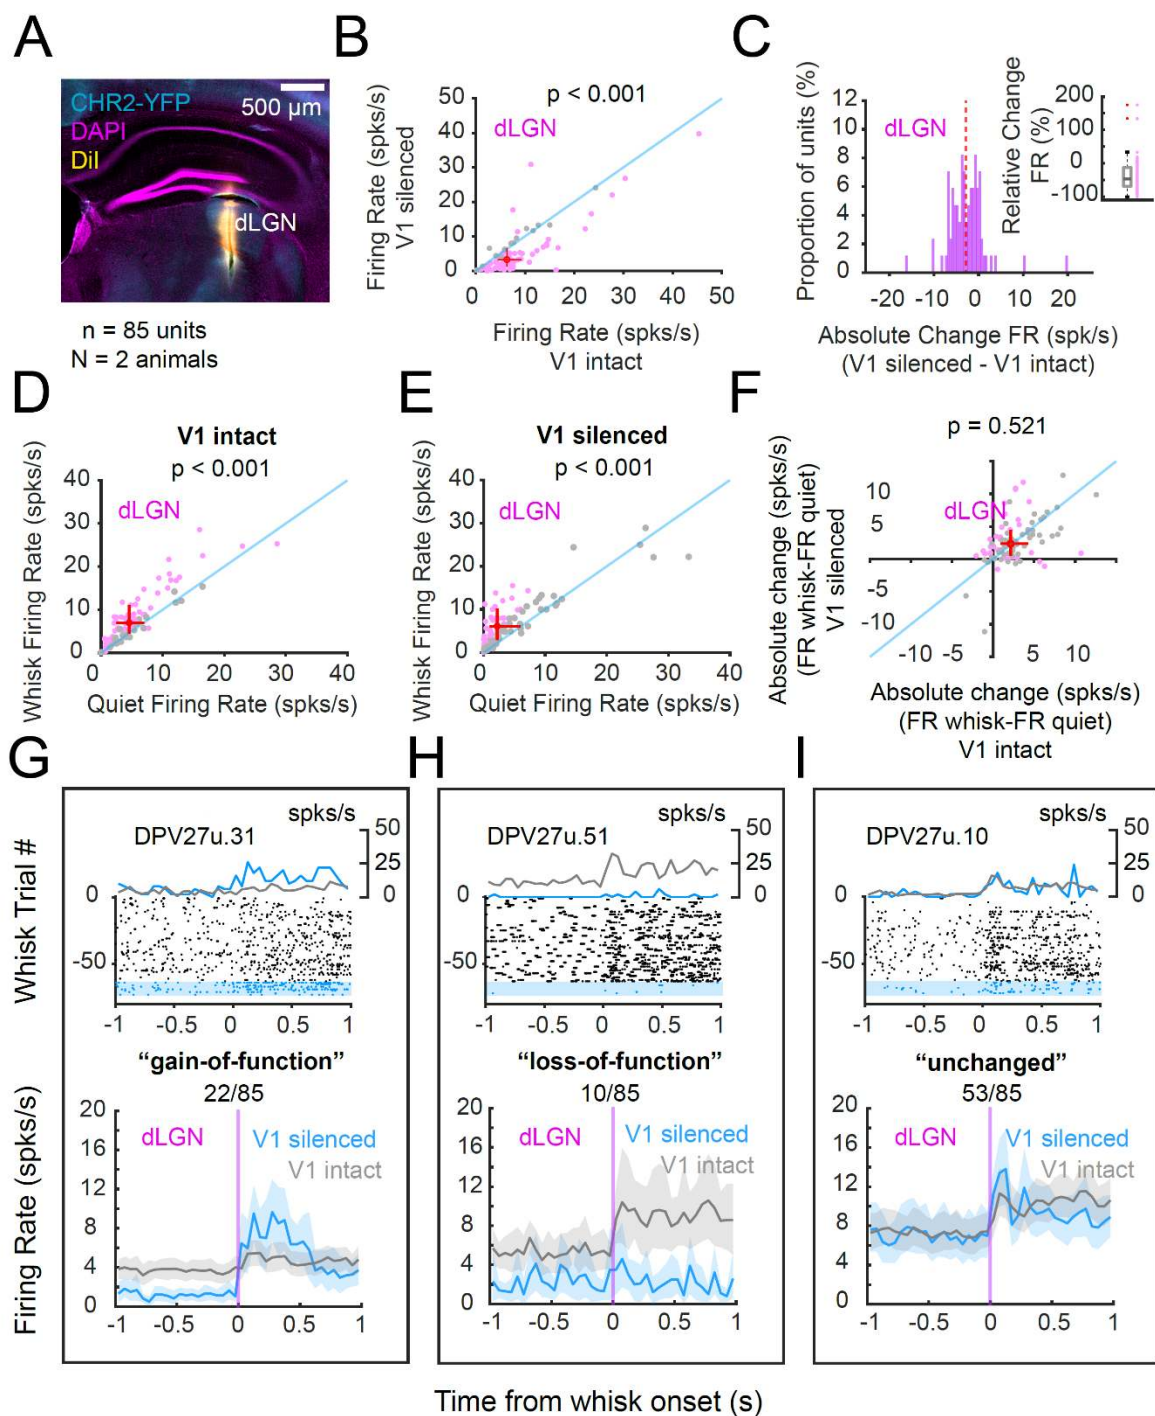 A
CHR2-YFP
DAPI
DiI
500 µm
dLGN
n = 85 units
N = 2 animals
B
p < 0.001
dLGN
Firing Rate (spks/s)
V1 silenced
50
40
30
20
10
0
0 10 20 30 40 50
Firing Rate (spks/s)
V1 intact
C
Proportion of units (%)
12
10
8
6
4
2
0
dLGN
Relative Change
FR (%)
200
100
0
-100
-20 -10 0 10 20
Absolute Change FR (spk/s)
(V1 silenced - V1 intact)
D
V1 intact
p < 0.001
dLGN
Whisk Firing Rate (spks/s)
40
30
20
10
0
0 10 20 30 40
Quiet Firing Rate (spks/s)
E
V1 silenced
p < 0.001
dLGN
Whisk Firing Rate (spks/s)
40
30
20
10
0
0 10 20 30 40
Quiet Firing Rate (spks/s)
F
p = 0.521
dLGN
Absolute change (spks/s)
(FR whisk-FR quiet)
V1 silenced
10
5
-5
-10
-10 -5 5 10
Absolute change (spks/s)
(FR whisk-FR quiet)
V1 intact
G
Whisk Trial #
DPV27u.31
spks/s
50
25
0
0
-50
-1 -0.5 0 0.5 1
“gain-of-function”
22/85
Firing Rate (spks/s)
20
16
12
8
4
0
dLGN
V1 silenced
V1 intact
-1 -0.5 0 0.5 1
H
DPV27u.51
spks/s
50
25
0
0
-50
-1 -0.5 0 0.5 1
“loss-of-function”
10/85
20
16
12
8
4
0
dLGN
V1 silenced
V1 intact
-1 -0.5 0 0.5 1
I
DPV27u.10
spks/s
50
25
0
0
-50
-1 -0.5 0 0.5 1
“unchanged”
53/85
20
16
12
8
4
0
dLGN
V1 silenced
V1 intact
-1 -0.5 0 0.5 1
Time from whisk onset (s)